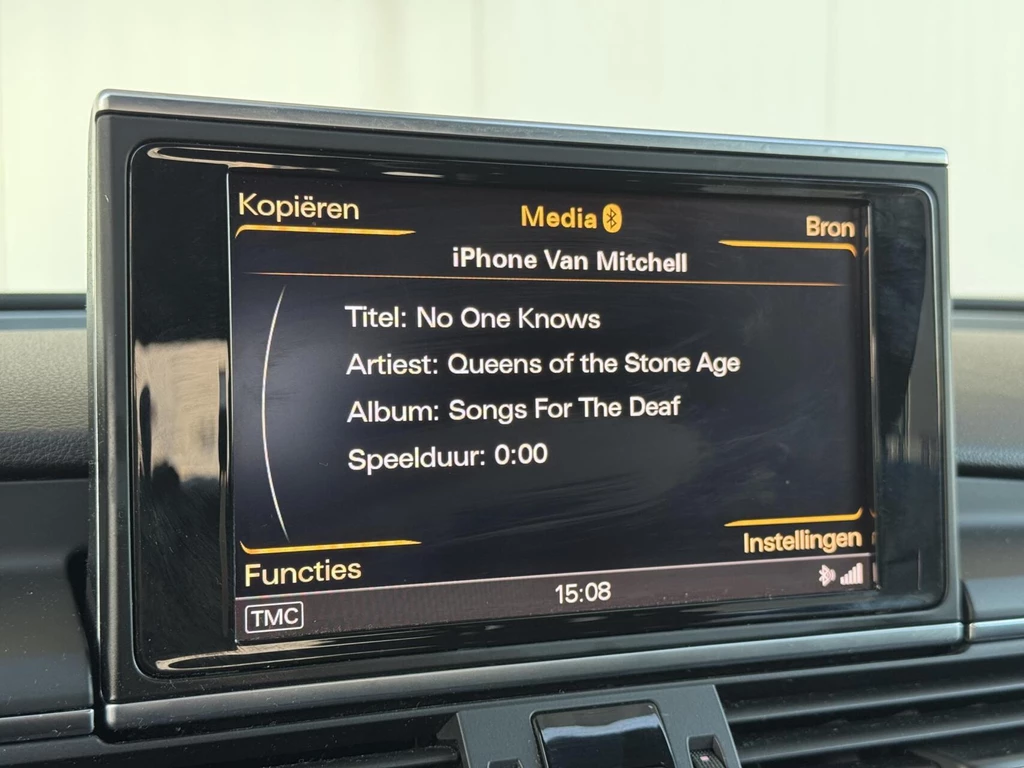 Kopiëren
Media
Bron
iPhone Van Mitchell
Titel: No One Knows
Artiest: Queens of the Stone Age
Album: Songs For The Deaf
Speelduur: 0:00
Instellingen
Functies
TMC
15:08